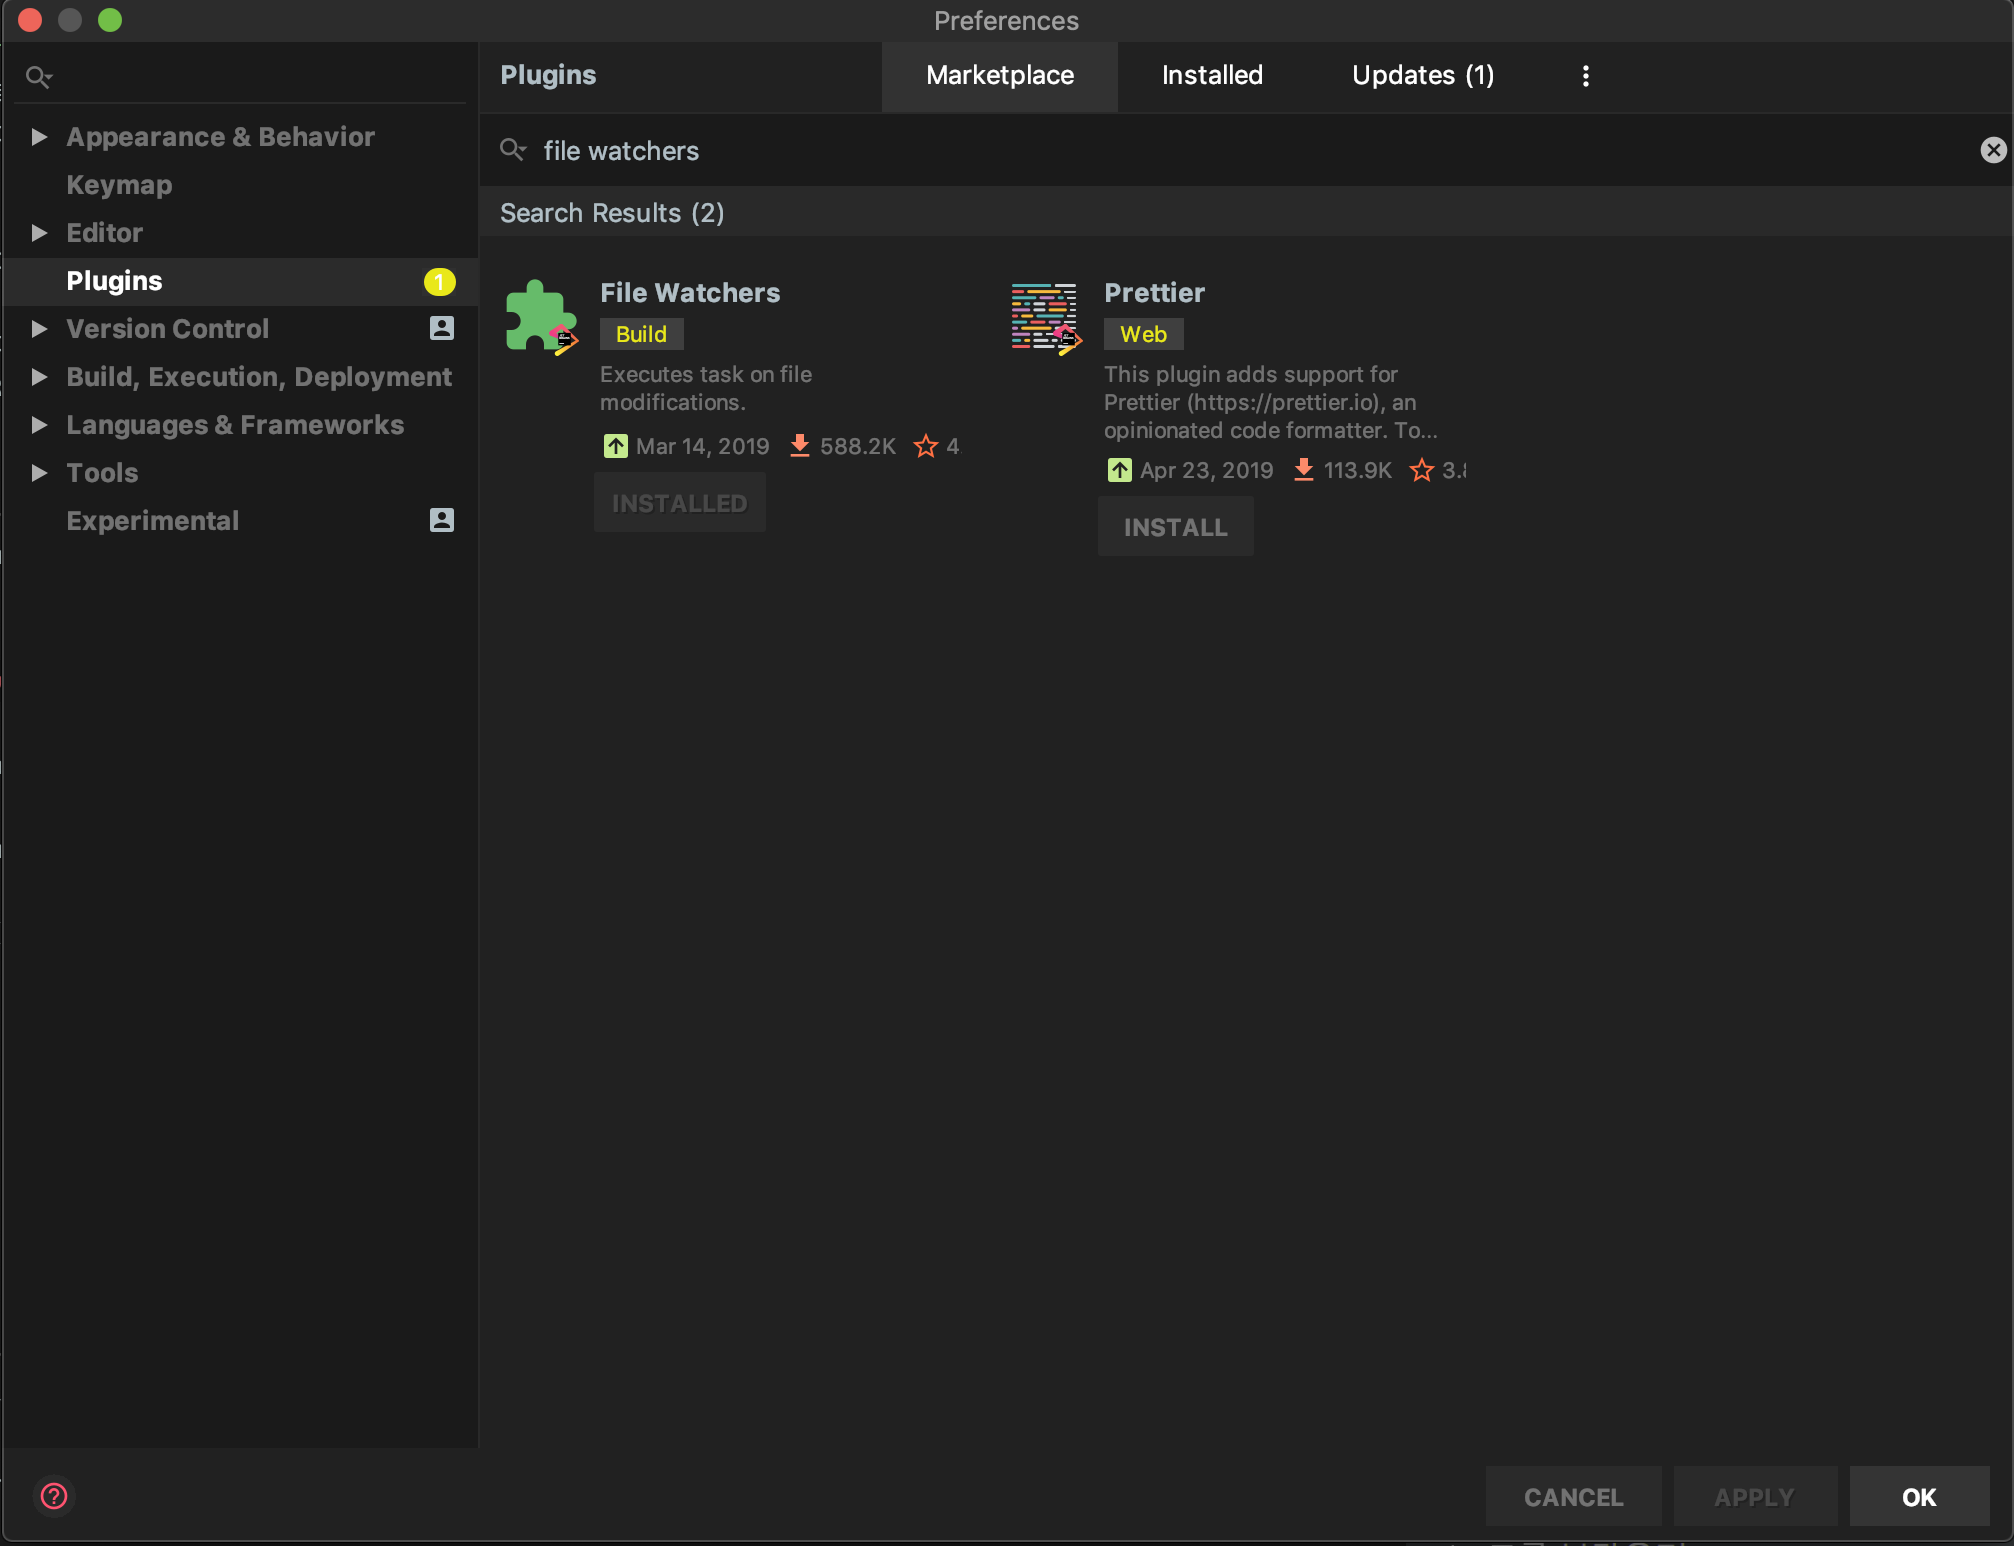 Preferences
Plugins
Marketplace
Installed
Updates (1)
Appearance & Behavior
Keymap
Editor
Plugins
1
Version Control
Build, Execution, Deployment
Languages & Frameworks
Tools
Experimental
file watchers
Search Results (2)
File Watchers
Build
Executes task on file
modifications.
Mar 14, 2019 588.2K 4
INSTALLED
Prettier
Web
This plugin adds support for
Prettier (https://prettier.io), an
opinionated code formatter. To...
Apr 23, 2019 113.9K
INSTALL
?
CANCEL
APPLY
OK